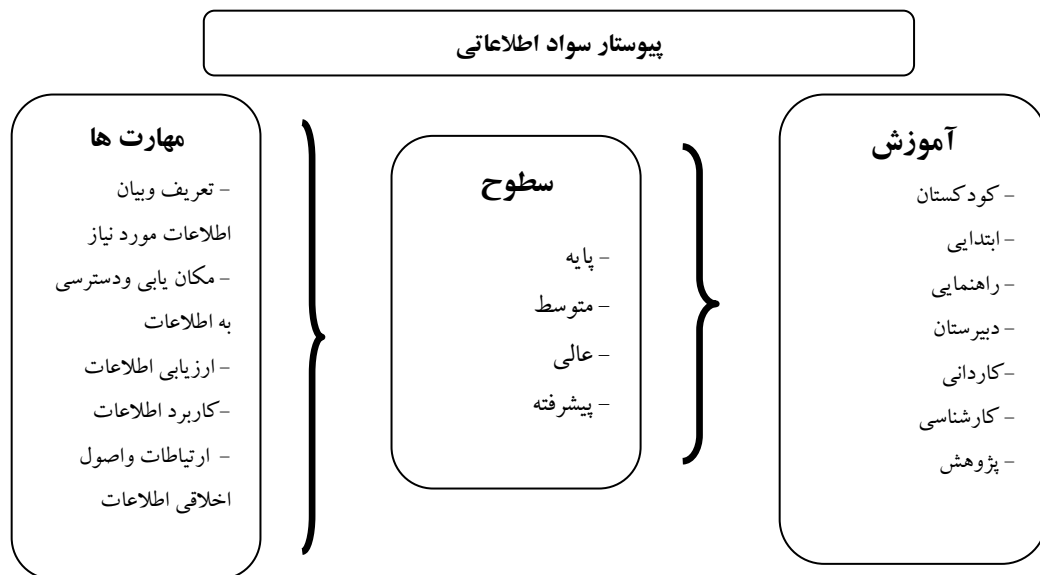 پیوستار سواد اطلاعاتی
آموزش
– کودکستان
– ابتدایی
– راهنمایی
– دبیرستان
–کاردانی
– کارشناسی
– پژوهش
سطوح
– پایه
– متوسط
– عالی
– پیشرفته
مهارت ها
– تعریف وبیان
اطلاعات مورد نیاز
– مکان یابی ودسترسی
به اطلاعات
– ارزیابی اطلاعات
–کاربرد اطلاعات
– ارتیاطات واصول
اخلاقی اطلاعات